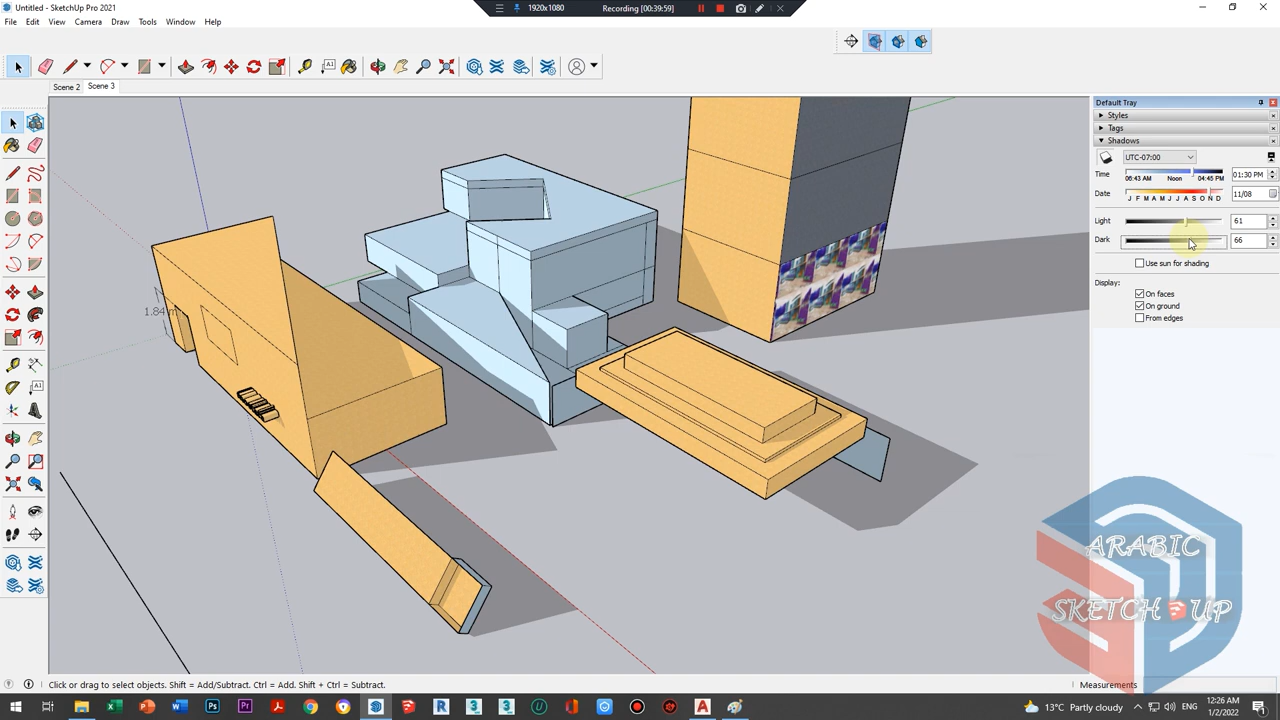 Untitled - SketchUp Pro 2021
1920x1080
Recording [00:39:59]
File Edit View Camera Draw Tools Window Help
Scene 2 Scene 3
Default Tray
Styles
Tags
Shadows
UTC-07:00
Time
06:43 AM Noon 04:45 PM
01:30 PM
Date
J F M A M J J A S O N D
11/08
Light
61
Dark
66
Use sun for shading
Display:
On faces
On ground
From edges
1.84 m
ARABIC
SKETCH UP
Click or drag to select objects. Shift = Add/Subtract. Ctrl = Add. Shift + Ctrl = Subtract.
Measurements
13°C Partly cloudy
ENG
12:26 AM
1/2/2022